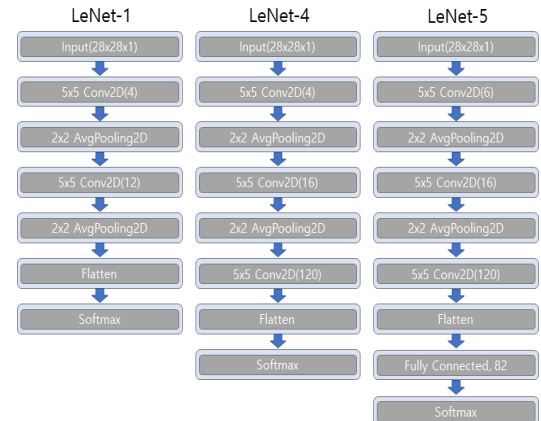 LeNet-1
Input(28x28x1)
5x5 Conv2D(4)
2x2 AvgPooling2D
5x5 Conv2D(12)
2x2 AvgPooling2D
Flatten
Softmax
LeNet-4
Input(28x28x1)
5x5 Conv2D(4)
2x2 AvgPooling2D
5x5 Conv2D(16)
2x2 AvgPooling2D
5x5 Conv2D(120)
Flatten
Softmax
LeNet-5
Input(28x28x1)
5x5 Conv2D(6)
2x2 AvgPooling2D
5x5 Conv2D(16)
2x2 AvgPooling2D
5x5 Conv2D(120)
Flatten
Fully Connected, 82
Softmax